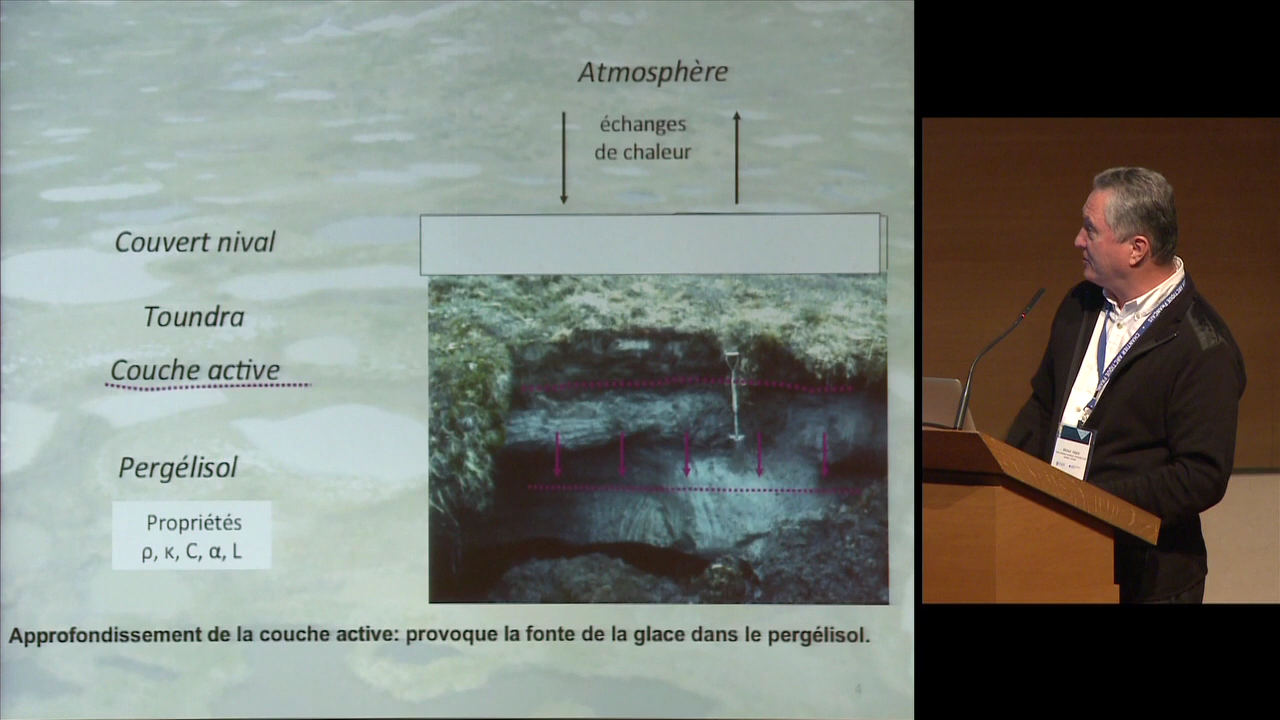 Atmosphère
échanges
de chaleur
Couvert nival
Toundra
Couche active
Pergélisol
Propriétés
ρ, κ, C, α, L
Approfondissement de la couche active: provoque la fonte de la glace dans le pergélisol.
4